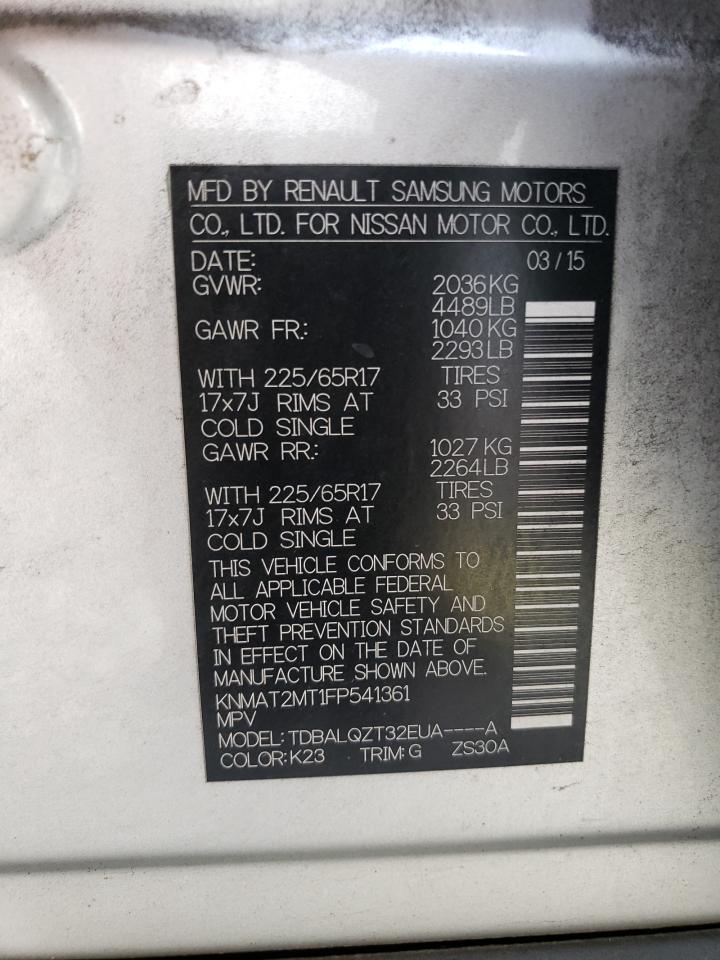 MFD BY RENAULT SAMSUNG MOTORS
CO., LTD. FOR NISSAN MOTOR CO., LTD.
DATE: 03/15
GVWR: 2036KG
4489LB
GAWR FR.: 1040KG
2293LB
WITH 225/65R17 TIRES
17x7J RIMS AT 33 PSI
COLD SINGLE
GAWR RR.: 1027KG
2264LB
WITH 225/65R17 TIRES
17x7J RIMS AT 33 PSI
COLD SINGLE
THIS VEHICLE CONFORMS TO
ALL APPLICABLE FEDERAL
MOTOR VEHICLE SAFETY AND
THEFT PREVENTION STANDARDS
IN EFFECT ON THE DATE OF
MANUFACTURE SHOWN ABOVE.
KNMAT2MT1FP541361
MPV
MODEL:TDBALQZT32EUA----A
COLOR:K23 TRIM:G ZS30A